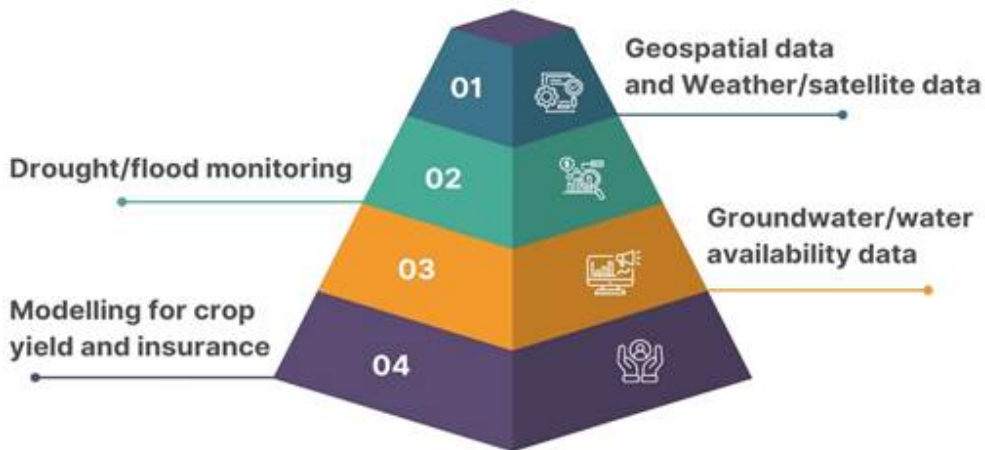 01
Geospatial data
and Weather/satellite data
Drought/flood monitoring
02
03
Groundwater/water
availability data
Modelling for crop
yield and insurance
04